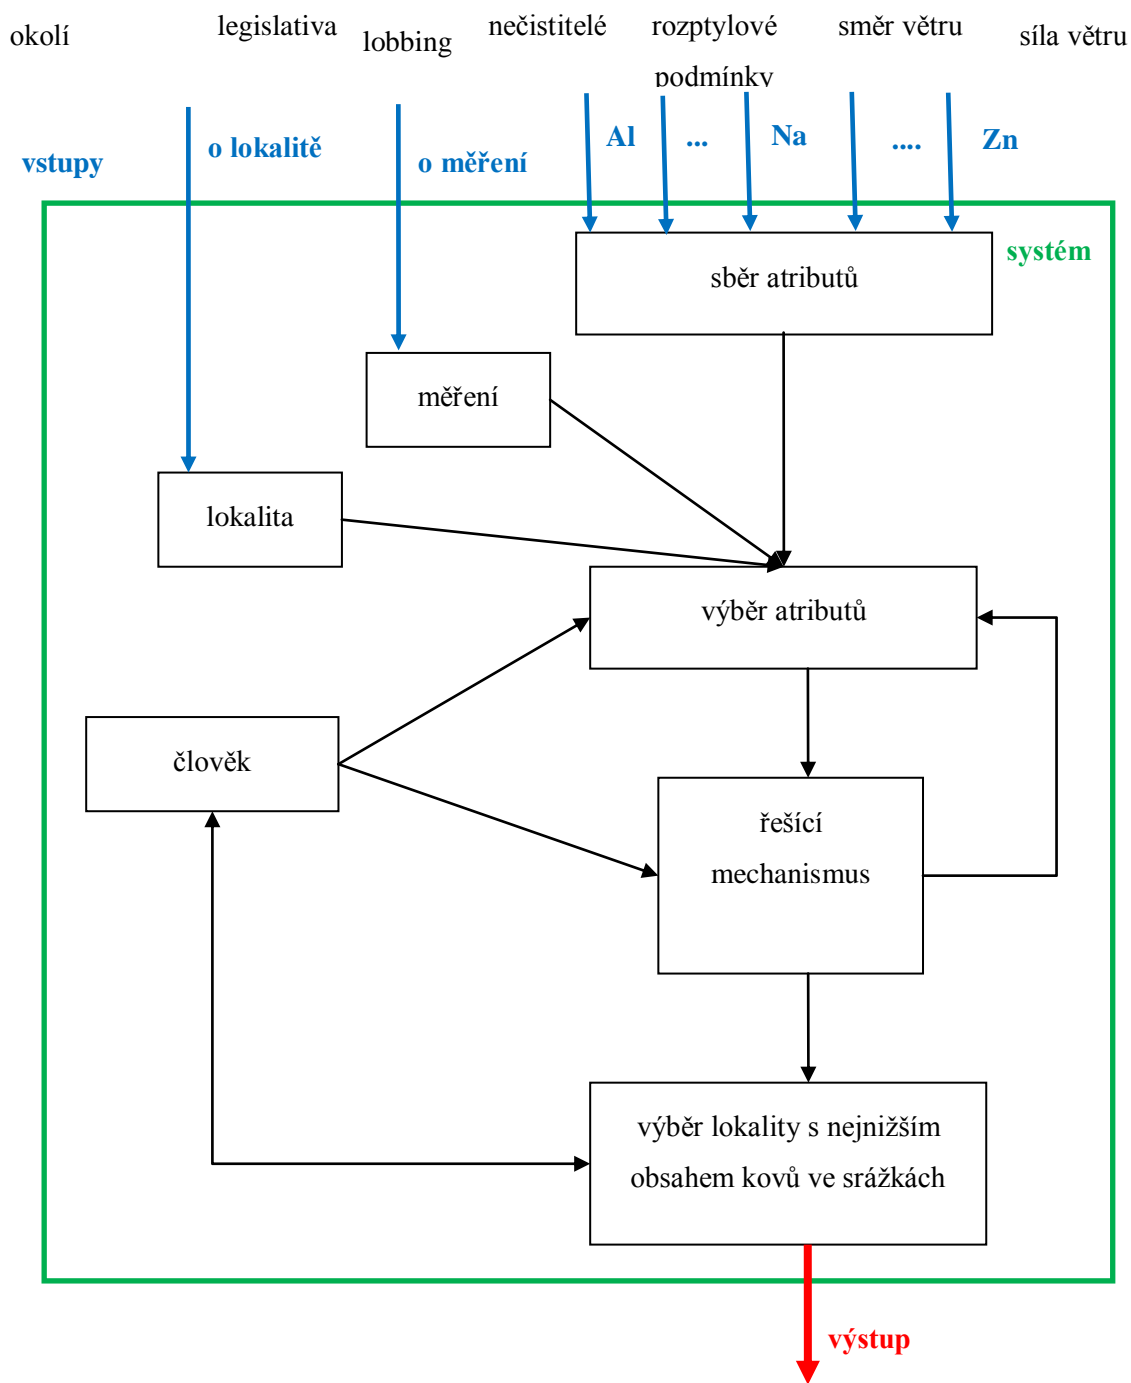 okolí
legislativa
lobbing
nečistitelé
rozptylové
podmínky
směr větru
síla větru
vstupy
o lokalitě
o měření
Al
...
Na
....
Zn
systém
sběr atributů
měření
lokalita
výběr atributů
člověk
řešící
mechanismus
výběr lokality s nejnižším
obsahem kovů ve srážkách
výstup